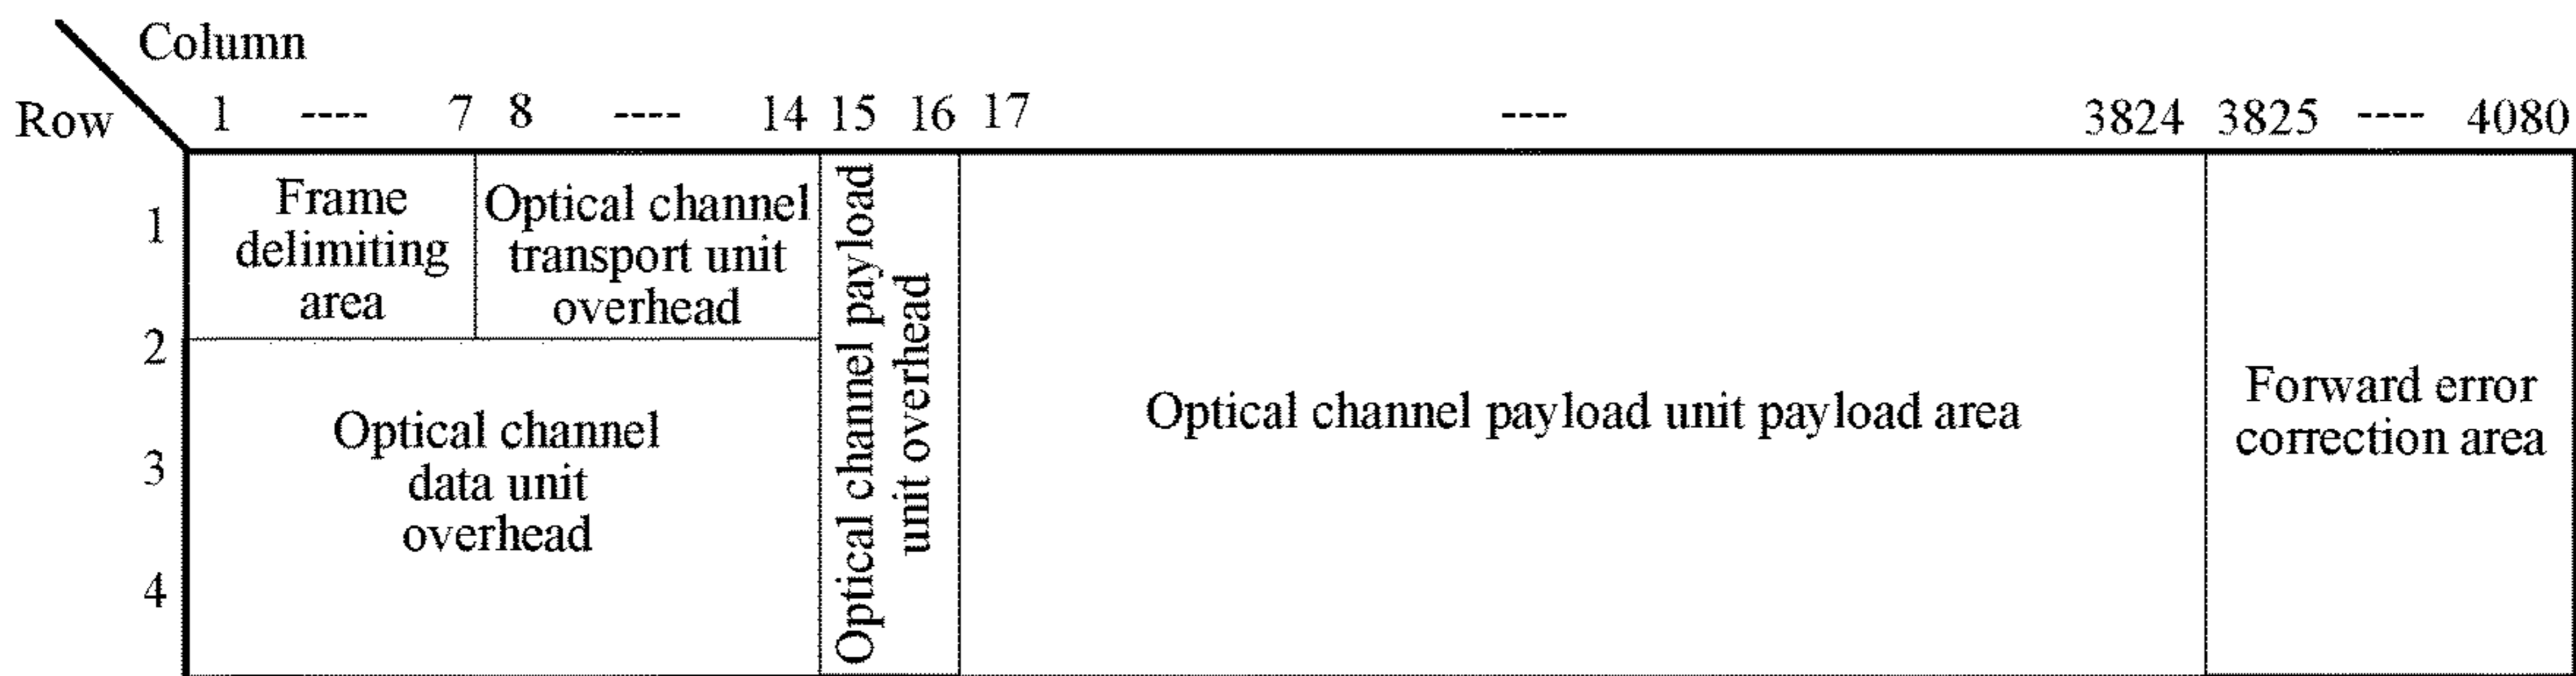 Column
Row 1 ---- 7 8 ---- 14 15 16 17 ---- 3824 3825 ---- 4080
1
2
3
4
Frame
delimiting
area
Optical channel
transport unit
overhead
Optical channel
data unit
overhead
Optical channel payload
unit overhead
Optical channel payload unit payload area
Forward error
correction area